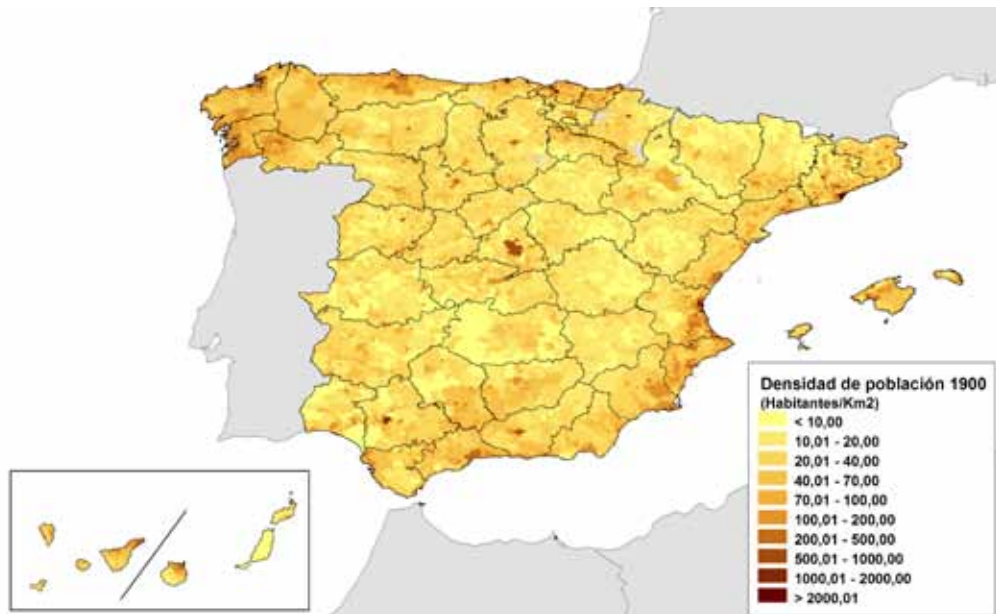 Densidad de población 1900
(Habitantes/Km2)
< 10,00
10,01 - 20,00
20,01 - 40,00
40,01 - 70,00
70,01 - 100,00
100,01 - 200,00
200,01 - 500,00
500,01 - 1000,00
1000,01 - 2000,00
> 2000,01